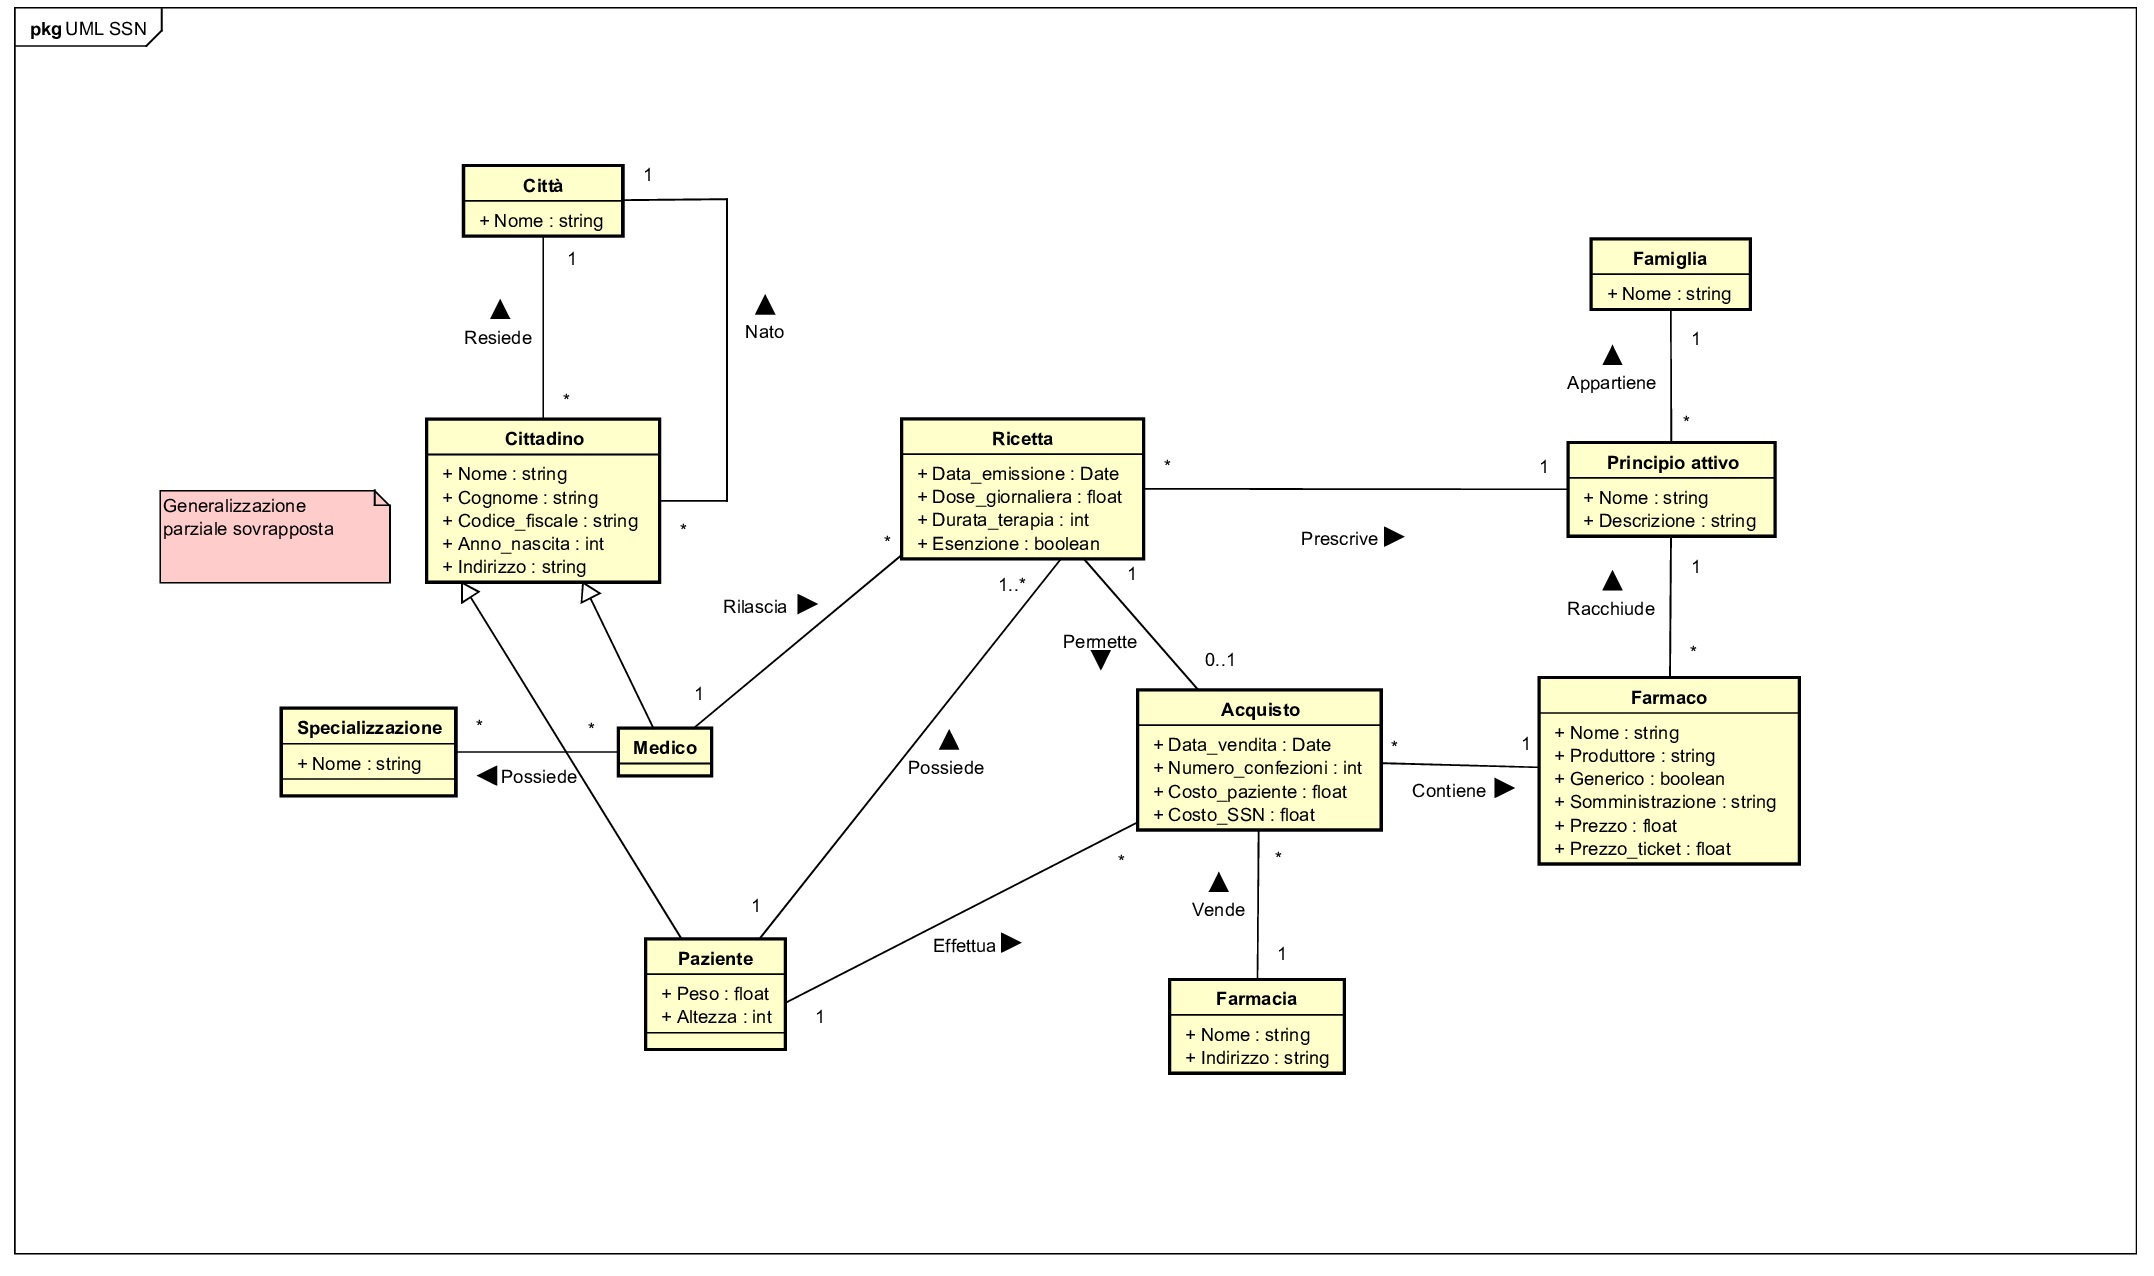 pkg UML SSN
Città
+ Nome : string
1
1
Resiede
Nato
*
Cittadino
+ Nome : string
+ Cognome : string
+ Codice_fiscale : string
+ Anno_nascita : int
+ Indirizzo : string
*
Generalizzazione
parziale sovrapposta
Ricetta
+ Data_emissione : Date
+ Dose_giornaliera : float
+ Durata_terapia : int
+ Esenzione : boolean
*
1
Prescrive
Famiglia
+ Nome : string
1
Appartiene
*
Principio attivo
+ Nome : string
+ Descrizione : string
1
Racchiude
*
*
Rilascia
1
1..*
1
Permette
0..1
Specializzazione
+ Nome : string
*
*
Possiede
Medico
Possiede
1
Acquisto
+ Data_vendita : Date
+ Numero_confezioni : int
+ Costo_paziente : float
+ Costo_SSN : float
*
1
Contiene
Farmaco
+ Nome : string
+ Produttore : string
+ Generico : boolean
+ Somministrazione : string
+ Prezzo : float
+ Prezzo_ticket : float
*
Effettua
1
*
Vende
1
Paziente
+ Peso : float
+ Altezza : int
Farmacia
+ Nome : string
+ Indirizzo : string